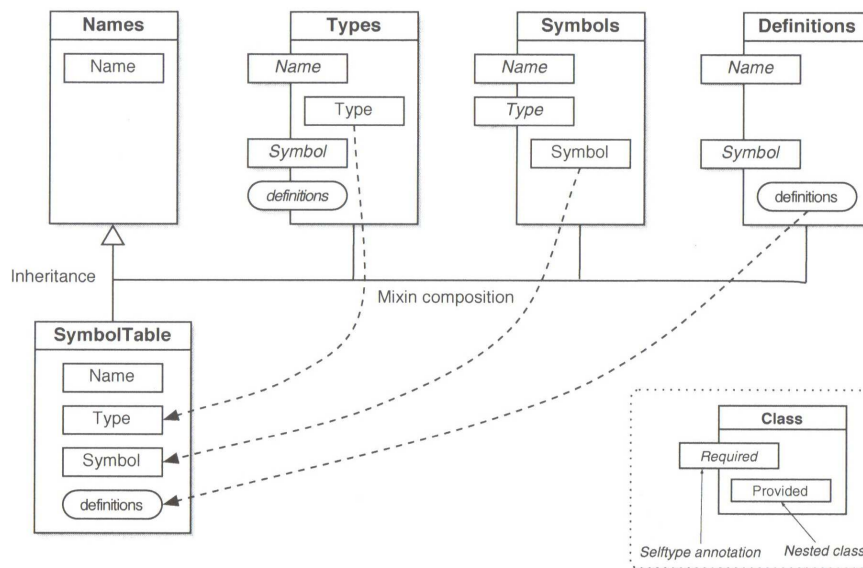 Names
Name
Types
Name
Type
Symbol
definitions
Symbols
Name
Type
Symbol
Definitions
Name
Symbol
definitions
Inheritance
Mixin composition
SymbolTable
Name
Type
Symbol
definitions
Class
Required
Provided
Selftype annotation
Nested class